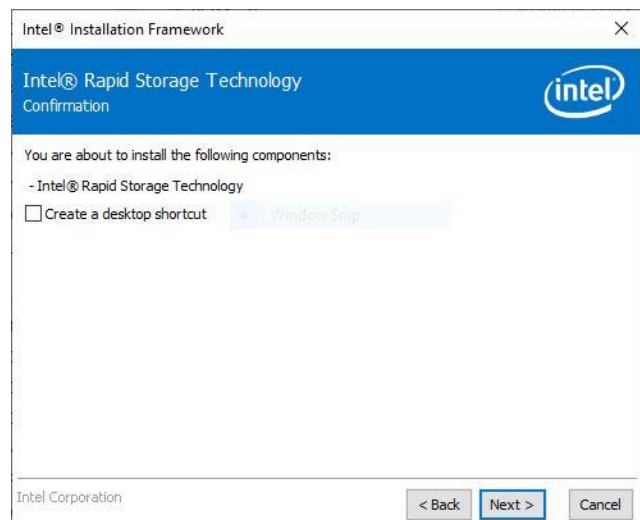 Intel® Installation Framework
Intel® Rapid Storage Technology
Confirmation
intel
You are about to install the following components:
- Intel® Rapid Storage Technology
Create a desktop shortcut
Window Snip
Intel Corporation
< Back
Next >
Cancel